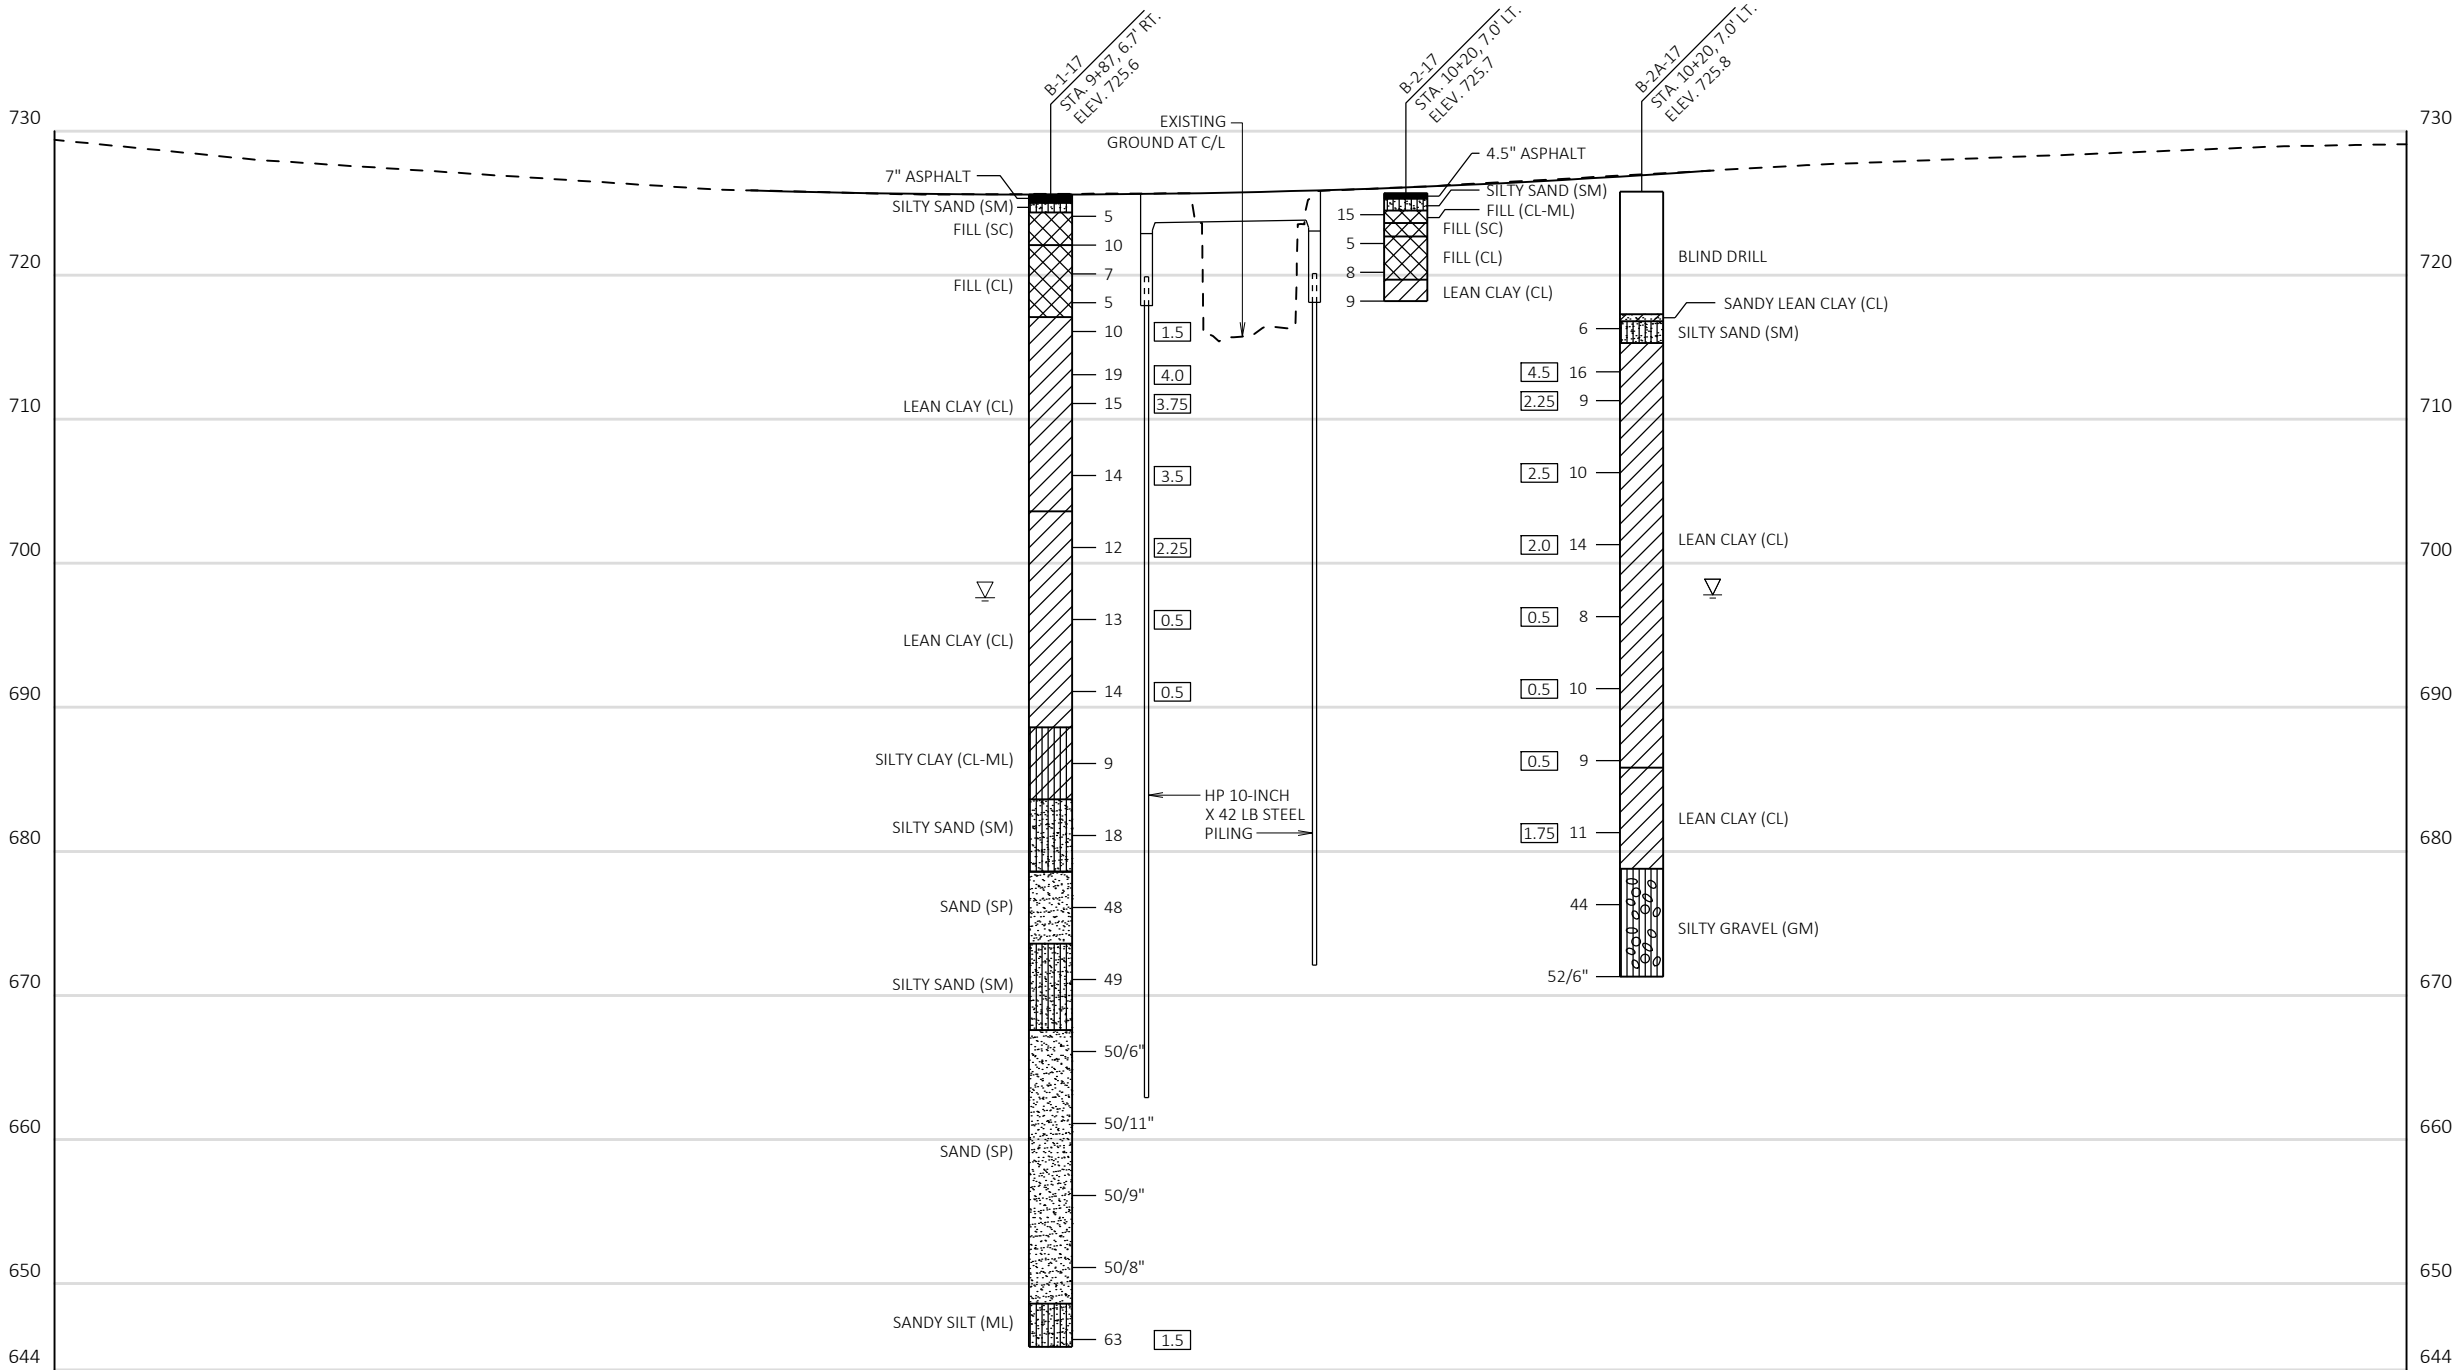 B-1-17
STA. 9+87, 6.7' RT.
ELEV. 725.6
B-2-17
STA. 10+20, 7.0' LT.
ELEV. 725.7
B-2A-17
STA. 10+20, 7.0' LT.
ELEV. 725.8
730
720
710
700
690
680
670
660
650
644
7" ASPHALT
SILTY SAND (SM)
FILL (SC)
FILL (CL)
LEAN CLAY (CL)
LEAN CLAY (CL)
SILTY CLAY (CL-ML)
SILTY SAND (SM)
SAND (SP)
SILTY SAND (SM)
SAND (SP)
SANDY SILT (ML)
5
10
7
5
10 1.5
19 4.0
15 3.75
14 3.5
12 2.25
13 0.5
14 0.5
9
18
48
49
50/6"
50/11"
50/9"
50/8"
63 1.5
EXISTING
GROUND AT C/L
HP 10-INCH
X 42 LB STEEL
PILING
15
5
8
9
4.5" ASPHALT
SILTY SAND (SM)
FILL (CL-ML)
FILL (SC)
FILL (CL)
LEAN CLAY (CL)
6
4.5 16
2.25 9
2.5 10
2.0 14
0.5 8
0.5 10
0.5 9
1.75 11
44
52/6"
BLIND DRILL
SANDY LEAN CLAY (CL)
SILTY SAND (SM)
LEAN CLAY (CL)
LEAN CLAY (CL)
SILTY GRAVEL (GM)
730
720
710
700
690
680
670
660
650
644